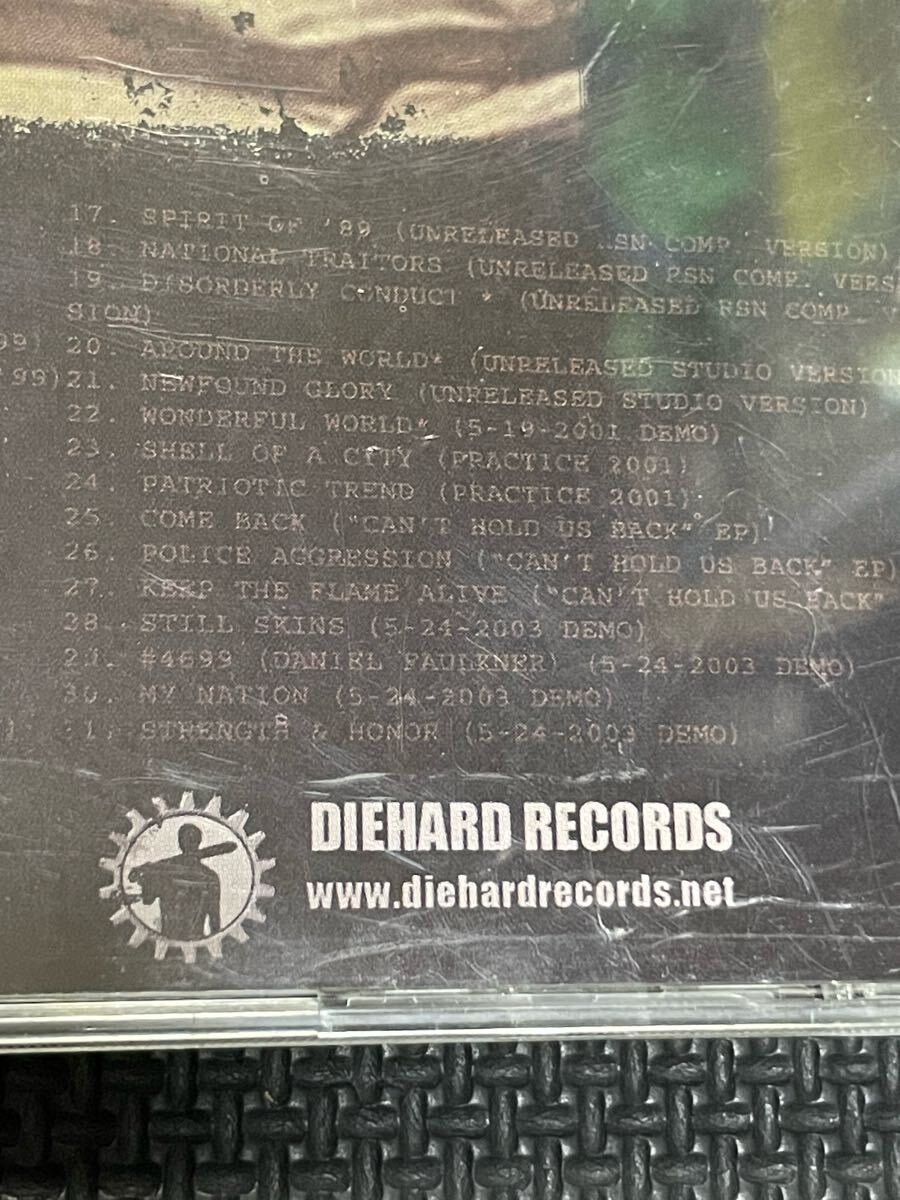 17. SPIRIT OF '89 (UNRELEASED RSN COMP. VERSION)
18. NATIONAL TRAITORS (UNRELEASED RSN COMP. VERS
19. DISORDERLY CONDUCT * (UNRELEASED RSN COMP. V
SION)
99) 20. AROUND THE WORLD* (UNRELEASED STUDIO VERSION
'99) 21. NEWFOUND GLORY (UNRELEASED STUDIO VERSION)
22. WONDERFUL WORLD* (5-19-2001 DEMO)
23. SHELL OF A CITY (PRACTICE 2001)
24. PATRIOTIC TREND (PRACTICE 2001)
25. COME BACK ("CAN'T HOLD US BACK" EP)
26. POLICE AGGRESSION ("CAN'T HOLD US BACK" EP)
27. KEEP THE FLAME ALIVE ("CAN'T HOLD US BACK"
28. STILL SKINS (5-24-2003 DEMO)
29. #4699 (DANIEL FAULKNER) (5-24-2003 DEMO)
30. MY NATION (5-24-2003 DEMO)
) 31. STRENGTH & HONOR (5-24-2003 DEMO)
DIEHARD RECORDS
www.diehardrecords.net